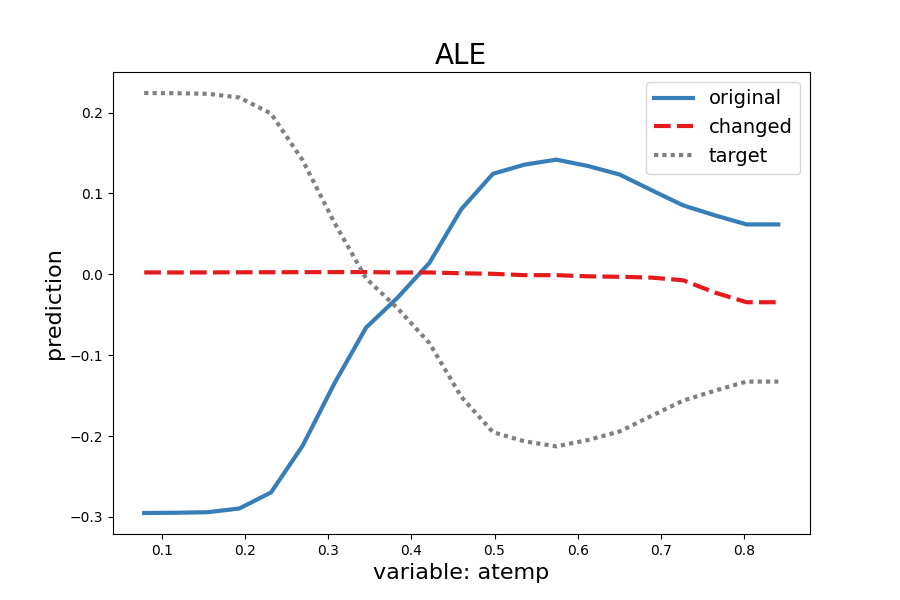 ALE
original
changed
target
prediction
0.2
0.1
0.0
−0.1
−0.2
−0.3
0.1 0.2 0.3 0.4 0.5 0.6 0.7 0.8
variable: atemp